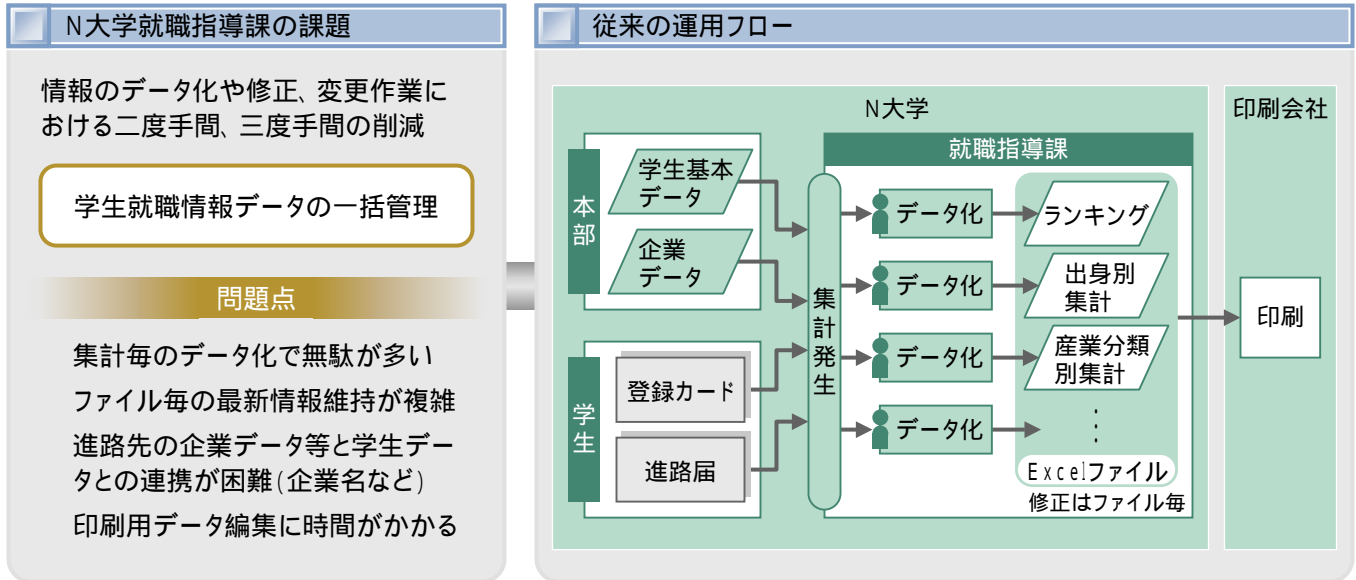 N大学就職指導課の課題
情報のデータ化や修正、変更作業に
おける二度手間、三度手間の削減
学生就職情報データの一括管理
問題点
集計毎のデータ化で無駄が多い
ファイル毎の最新情報維持が複雑
進路先の企業データ等と学生デー
タとの連携が困難(企業名など)
印刷用データ編集に時間がかかる
従来の運用フロー
N大学
本部
学生基本
データ
企業
データ
学生
登録カード
進路届
就職指導課
集計発生
データ化
ランキング
データ化
出身別
集計
データ化
産業分類
別集計
データ化
:
Excelファイル
修正はファイル毎
印刷会社
印刷